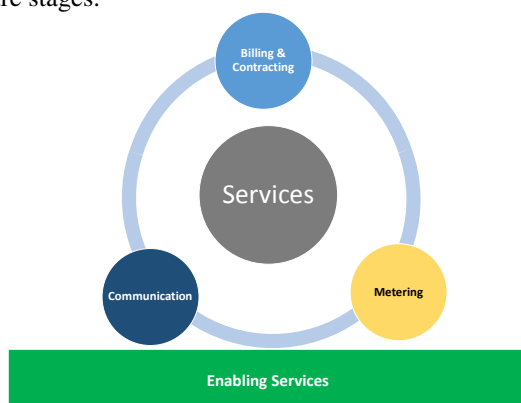 re stages.
Billing &
Contracting
Services
Communication
Metering
Enabling Services